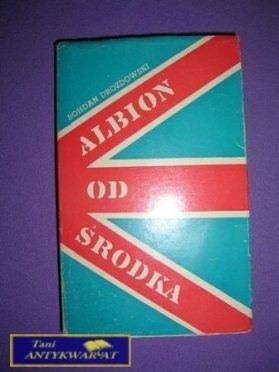 BOHDAN DROZDOWSKI
ALBION
OD
ŚRODKA
Tani
ANTYKWARIAT